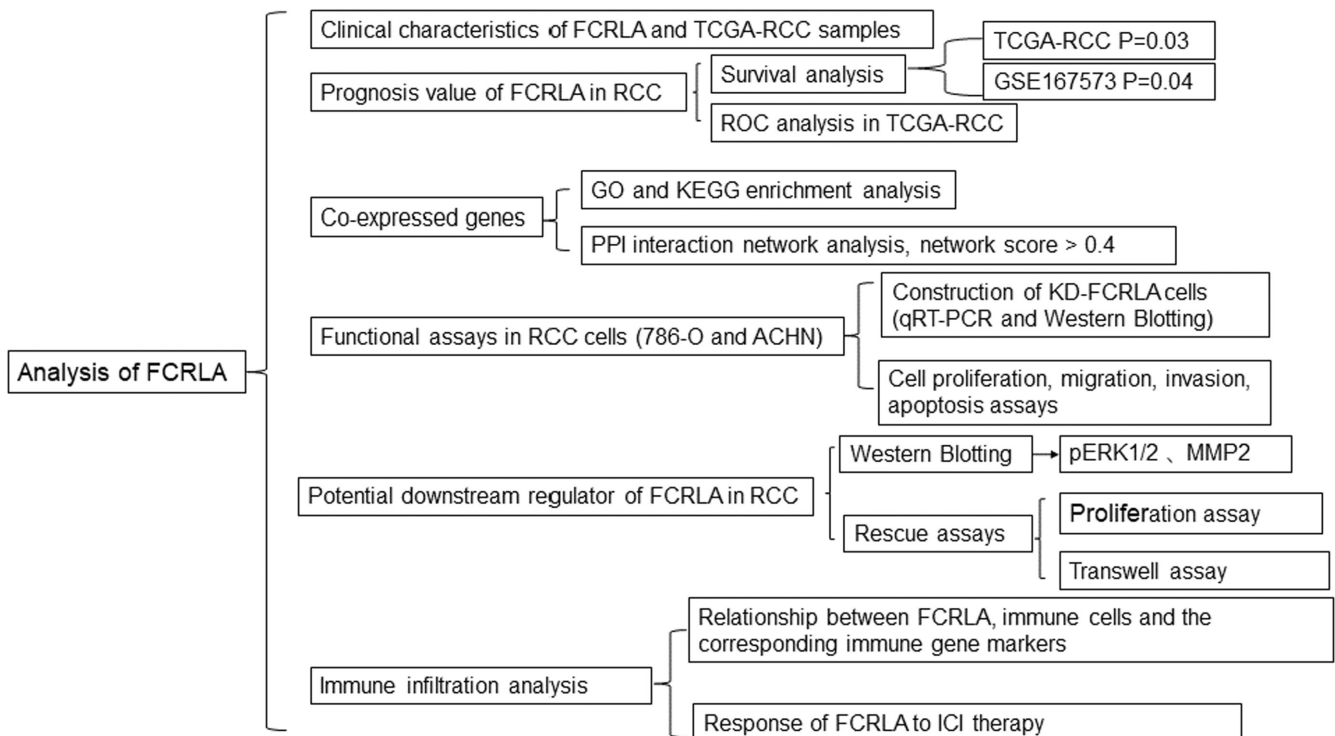 Clinical characteristics of FCRLA and TCGA-RCC samples
TCGA-RCC P=0.03
Survival analysis
GSE167573 P=0.04
Prognosis value of FCRLA in RCC
ROC analysis in TCGA-RCC
GO and KEGG enrichment analysis
Co-expressed genes
PPI interaction network analysis, network score > 0.4
Construction of KD-FCRLA cells
(qRT-PCR and Western Blotting)
Functional assays in RCC cells (786-O and ACHN)
Analysis of FCRLA
Cell proliferation, migration, invasion,
apoptosis assays
Western Blotting
pERK1/2 、MMP2
Potential downstream regulator of FCRLA in RCC
Proliferation assay
Rescue assays
Transwell assay
Relationship between FCRLA, immune cells and the
corresponding immune gene markers
Immune infiltration analysis
Response of FCRLA to ICI therapy